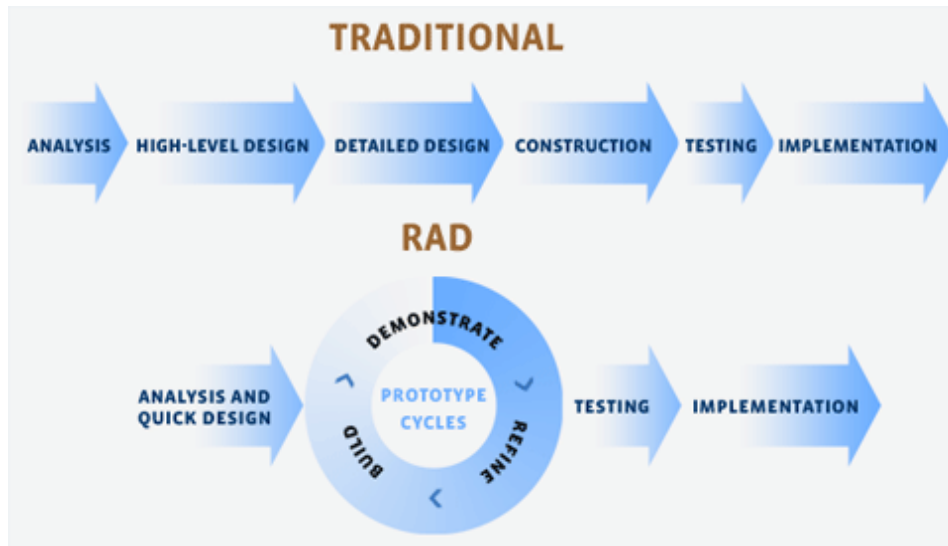 TRADITIONAL
ANALYSIS
HIGH-LEVEL DESIGN
DETAILED DESIGN
CONSTRUCTION
TESTING
IMPLEMENTATION
RAD
ANALYSIS AND
QUICK DESIGN
DEMONSTRATE
REFINE
BUILD
PROTOTYPE
CYCLES
TESTING
IMPLEMENTATION